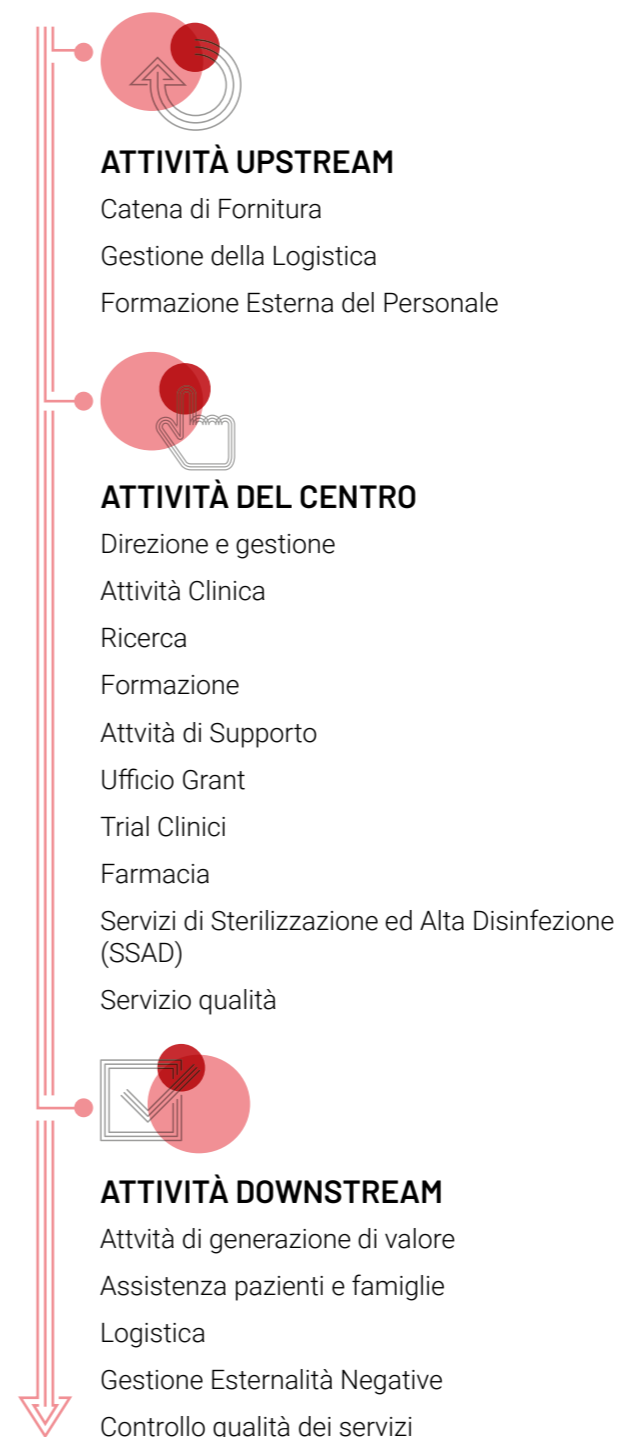 ATTIVITÀ UPSTREAM
Catena di Fornitura
Gestione della Logistica
Formazione Esterna del Personale
ATTIVITÀ DEL CENTRO
Direzione e gestione
Attività Clinica
Ricerca
Formazione
Attvità di Supporto
Ufficio Grant
Trial Clinici
Farmacia
Servizi di Sterilizzazione ed Alta Disinfezione
(SSAD)
Servizio qualità
ATTIVITÀ DOWNSTREAM
Attvità di generazione di valore
Assistenza pazienti e famiglie
Logistica
Gestione Esternalità Negative
Controllo qualità dei servizi